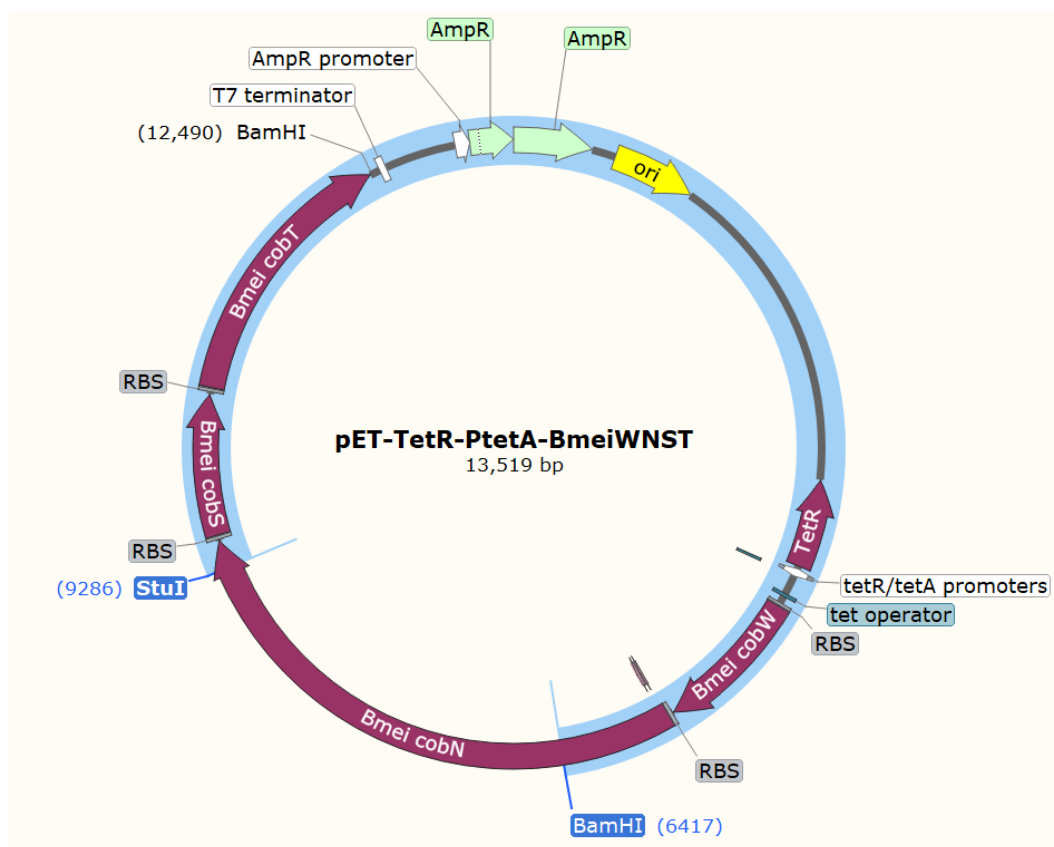 AmpR
AmpR
AmpR promoter
T7 terminator
(12,490) BamHI
ori
Bmei cobT
RBS
pET-TetR-PtetA-BmeiWNST
13,519 bp
Bmei cobS
TetR
RBS
(9286) StuI
tetR/tetA promoters
tet operator
RBS
Bmei cobW
Bmei cobN
RBS
BamHI (6417)